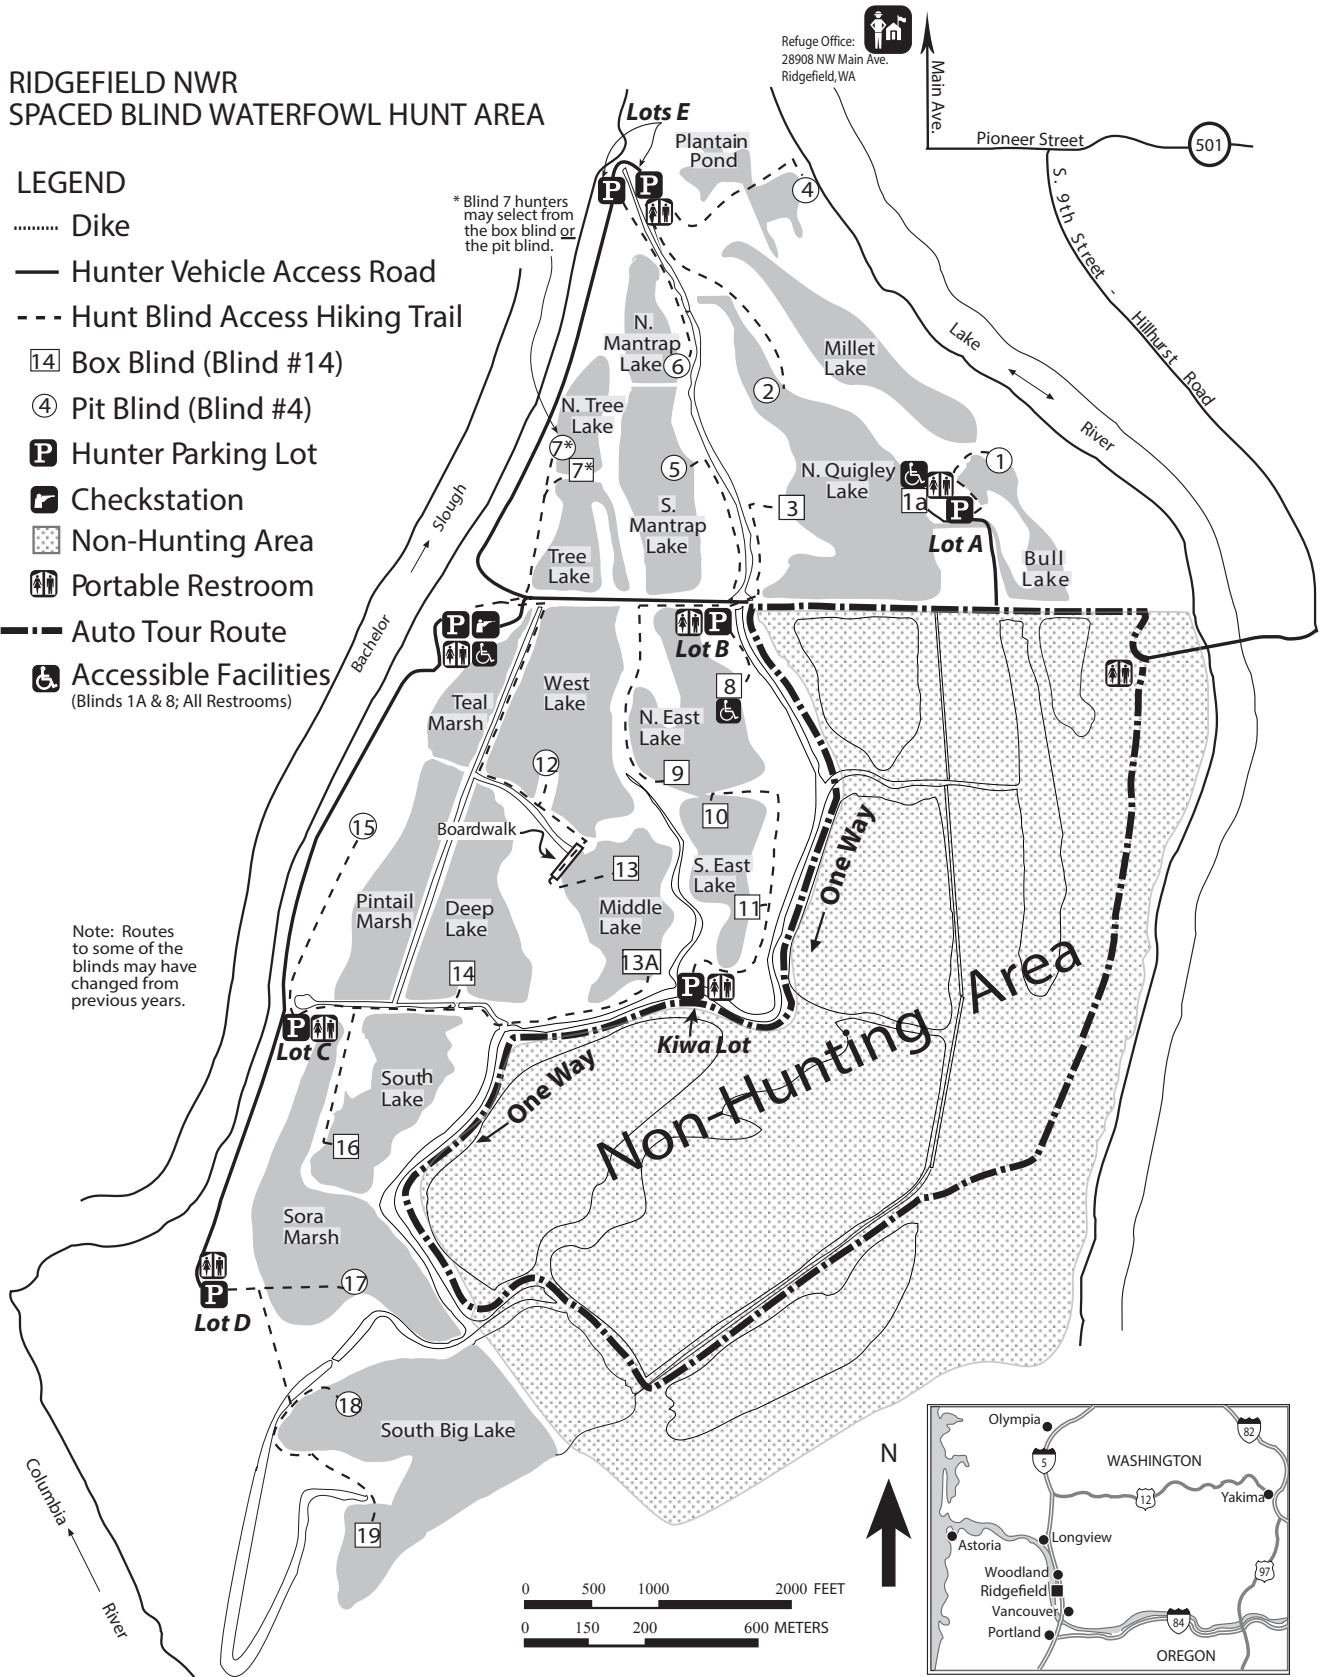 Refuge Office:
28908 NW Main Ave.
Ridgefield, WA
Main Ave.
Pioneer Street
501
S. 9th Street - Hillhurst Road
RIDGEFIELD NWR
SPACED BLIND WATERFOWL HUNT AREA
LEGEND
Dike
Hunter Vehicle Access Road
Hunt Blind Access Hiking Trail
14 Box Blind (Blind #14)
4 Pit Blind (Blind #4)
P Hunter Parking Lot
Checkstation
Non-Hunting Area
Portable Restroom
Auto Tour Route
Accessible Facilities
(Blinds 1A & 8; All Restrooms)
Lots E
P
P
Plantain
Pond
4
* Blind 7 hunters
may select from
the box blind or
the pit blind.
N.
Mantrap
Lake
6
2
Millet
Lake
Lake
River
N. Tree
Lake
7*
7*
5
S.
Mantrap
Lake
3
N. Quigley
Lake
1a
1
P
Lot A
Bull
Lake
Tree
Lake
Slough
Bachelor
P
P
Lot B
Teal
Marsh
West
Lake
8
N. East
Lake
9
12
10
15
Boardwalk
13
S. East
Lake
11
One Way
Pintail
Marsh
Deep
Lake
Middle
Lake
13A
14
P
Kiwa Lot
Note: Routes
to some of the
blinds may have
changed from
previous years.
P
Lot C
South
Lake
One Way
Non-Hunting Area
16
Sora
Marsh
17
P
Lot D
18
South Big Lake
19
Columbia
River
N
0 500 1000 2000 FEET
0 150 200 600 METERS
Olympia
82
5
WASHINGTON
12
Yakima
Astoria
Longview
97
Woodland
Ridgefield
Vancouver
84
Portland
OREGON